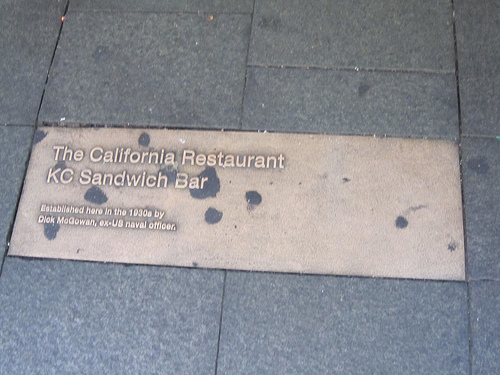 The California Restaurant
KC Sandwich Bar
Established here in the 1930s by
Dick McGowan, ex-US naval officer.